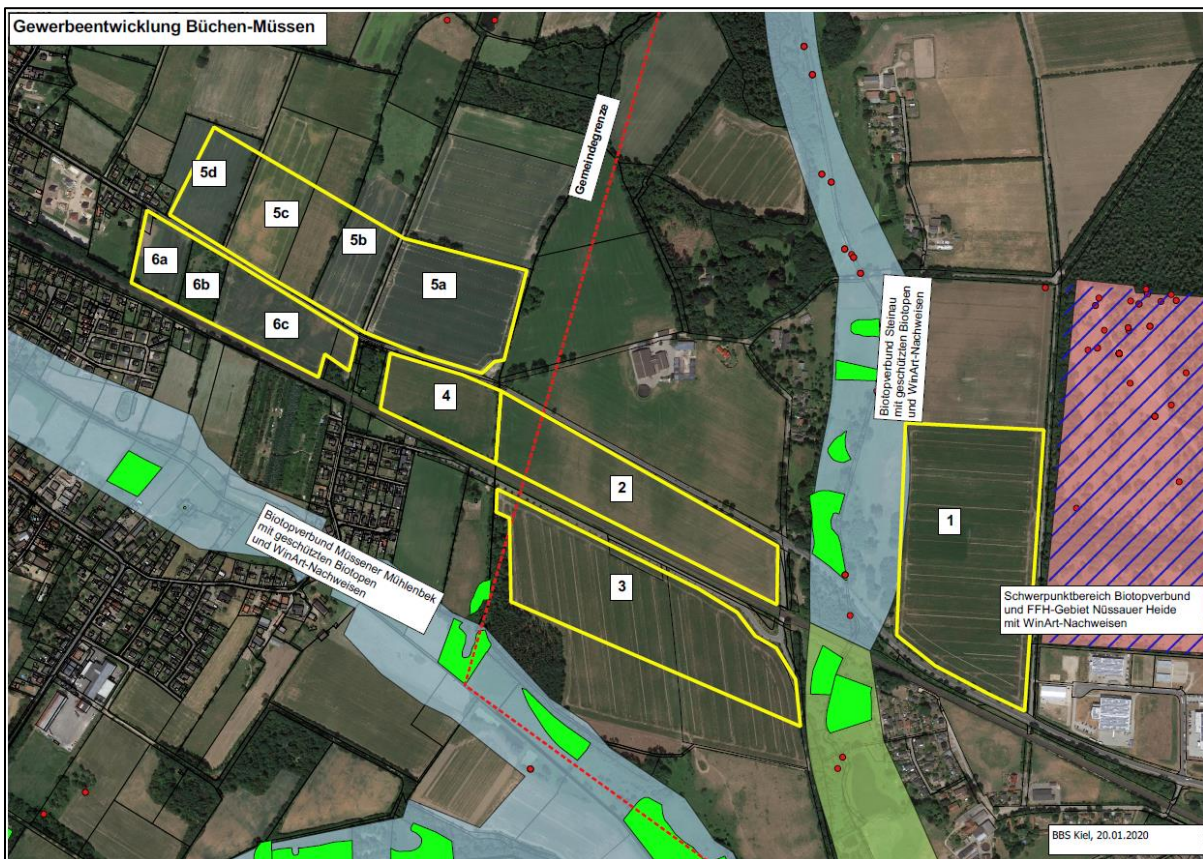 Gewerbeentwicklung Büchen-Müssen
Gemeindegrenze
5d
5c
5b
5a
6a
6b
6c
4
2
3
1
Biotopverbund Steinau
mit geschützten Biotopen
und WinArt-Nachweisen
Biotopverbund Müssener Mühlenbek
mit geschützten Biotopen
und WinArt-Nachweisen
Schwerpunktbereich Biotopverbund
und FFH-Gebiet Nüssauer Heide
mit WinArt-Nachweisen
BBS Kiel, 20.01.2020